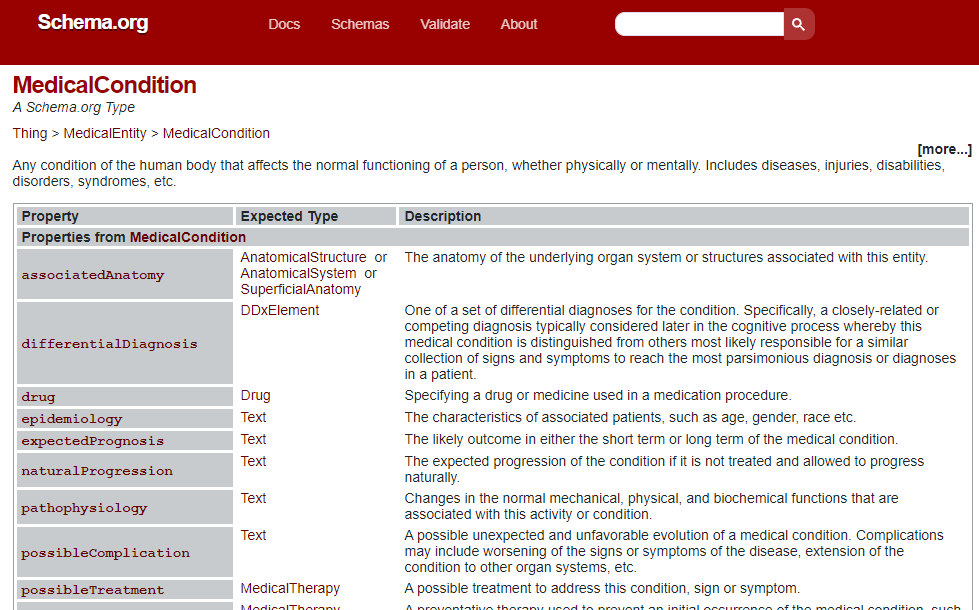 Schema.org
Docs Schemas Validate About
MedicalCondition
A Schema.org Type
Thing > MedicalEntity > MedicalCondition
[more...]
Any condition of the human body that affects the normal functioning of a person, whether physically or mentally. Includes diseases, injuries, disabilities,
disorders, syndromes, etc.
Property Expected Type Description
Properties from MedicalCondition
associatedAnatomy
AnatomicalStructure or
AnatomicalSystem or
SuperficialAnatomy
The anatomy of the underlying organ system or structures associated with this entity.
differentialDiagnosis
DDxElement
One of a set of differential diagnoses for the condition. Specifically, a closely-related or
competing diagnosis typically considered later in the cognitive process whereby this
medical condition is distinguished from others most likely responsible for a similar
collection of signs and symptoms to reach the most parsimonious diagnosis or diagnoses
in a patient.
drug Drug Specifying a drug or medicine used in a medication procedure.
epidemiology Text The characteristics of associated patients, such as age, gender, race etc.
expectedPrognosis Text The likely outcome in either the short term or long term of the medical condition.
naturalProgression Text The expected progression of the condition if it is not treated and allowed to progress
naturally.
pathophysiology Text Changes in the normal mechanical, physical, and biochemical functions that are
associated with this activity or condition.
possibleComplication Text A possible unexpected and unfavorable evolution of a medical condition. Complications
may include worsening of the signs or symptoms of the disease, extension of the
condition to other organ systems, etc.
possibleTreatment MedicalTherapy A possible treatment to address this condition, sign or symptom.
MedicalTherapy A preventative therapy used to prevent an initial occurrence of the medical condition, such